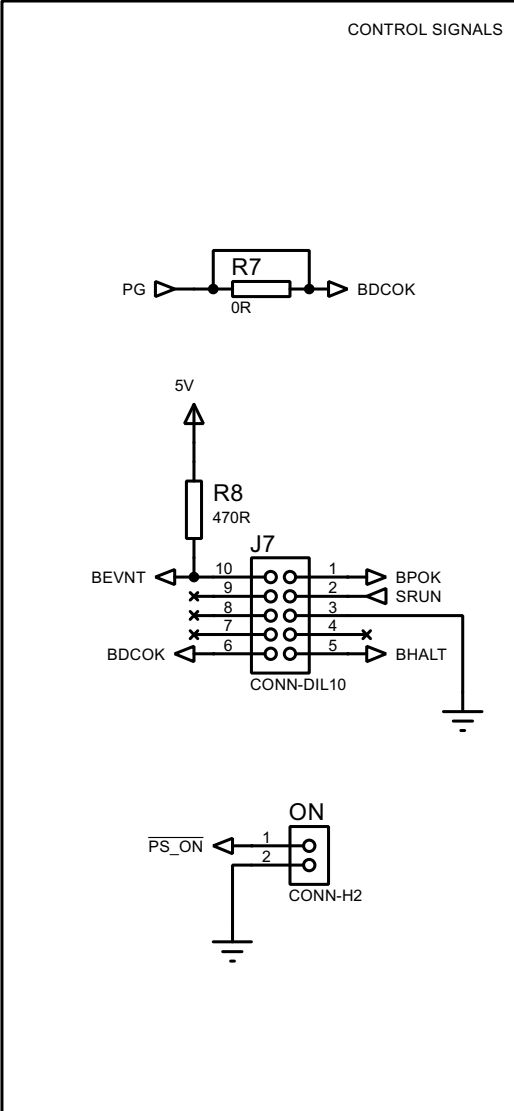 CONTROL SIGNALS
R7
PG BDCOK
0R
5V
R8
470R
J7
BEVNT 10 1 BPOK
9 2 SRUN
8 3
7 4
BDCOK 6 5 BHALT
CONN-DIL10
ON
PS_ON 1
2
CONN-H2